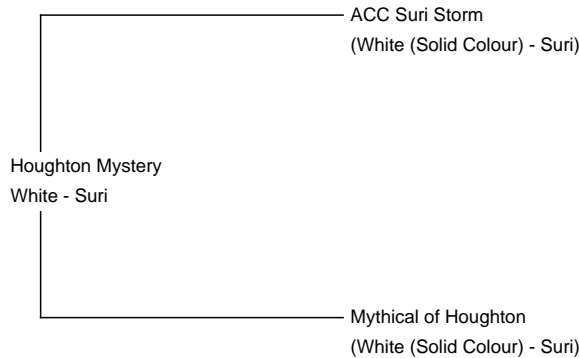 ACC Suri Storm
(White (Solid Colour) - Suri)
Houghton Mystery
White - Suri
Mythical of Houghton
(White (Solid Colour) - Suri)